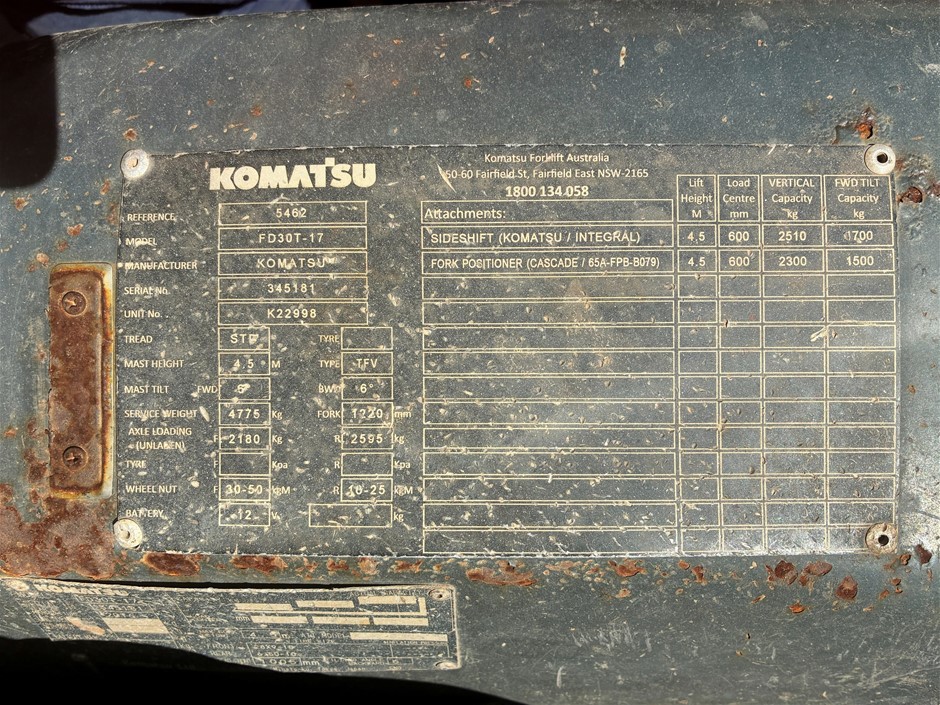 KOMATSU
Komatsu Forklift Australia
50-60 Fairfield St, Fairfield East NSW-2165
1800 134 058
REFERENCE 5462
MODEL FD30T-17
MANUFACTURER KOMATSU
SERIAL No. 345181
UNIT No. K22998
TREAD STD TYRE
MAST HEIGHT 4.5 M TYPE TFV
MAST TILT FWD 6° BWD 6°
SERVICE WEIGHT 4775 Kg FORK 1220 mm
AXLE LOADING (UNLADEN) F 2180 Kg R 2595 kg
TYRE F Kpa R Kpa
WHEEL NUT F 30-50 KgM R 16-25 KgM
BATTERY 12 V kg
Attachments: Lift Height M Load Centre mm VERTICAL Capacity kg FWD TILT Capacity kg
SIDESHIFT (KOMATSU / INTEGRAL) 4.5 600 2510 1700
FORK POSITIONER (CASCADE / 65A-FPB-B079) 4.5 600 2300 1500
KOMATSU